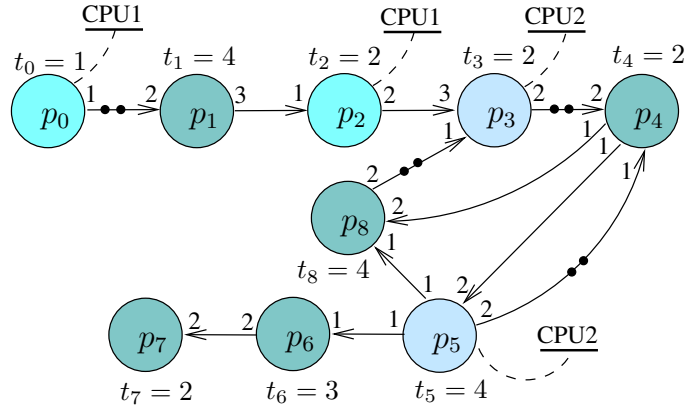 CPU1
CPU1
CPU2
t0 = 1
t1 = 4
t2 = 2
t3 = 2
t4 = 2
p0
1
2
p1
3
1
p2
2
3
p3
2
2
p4
1
1
1
1
2
p8
2
1
t8 = 4
1
2
2
p7
2
2
p6
1
1
p5
CPU2
t7 = 2
t6 = 3
t5 = 4